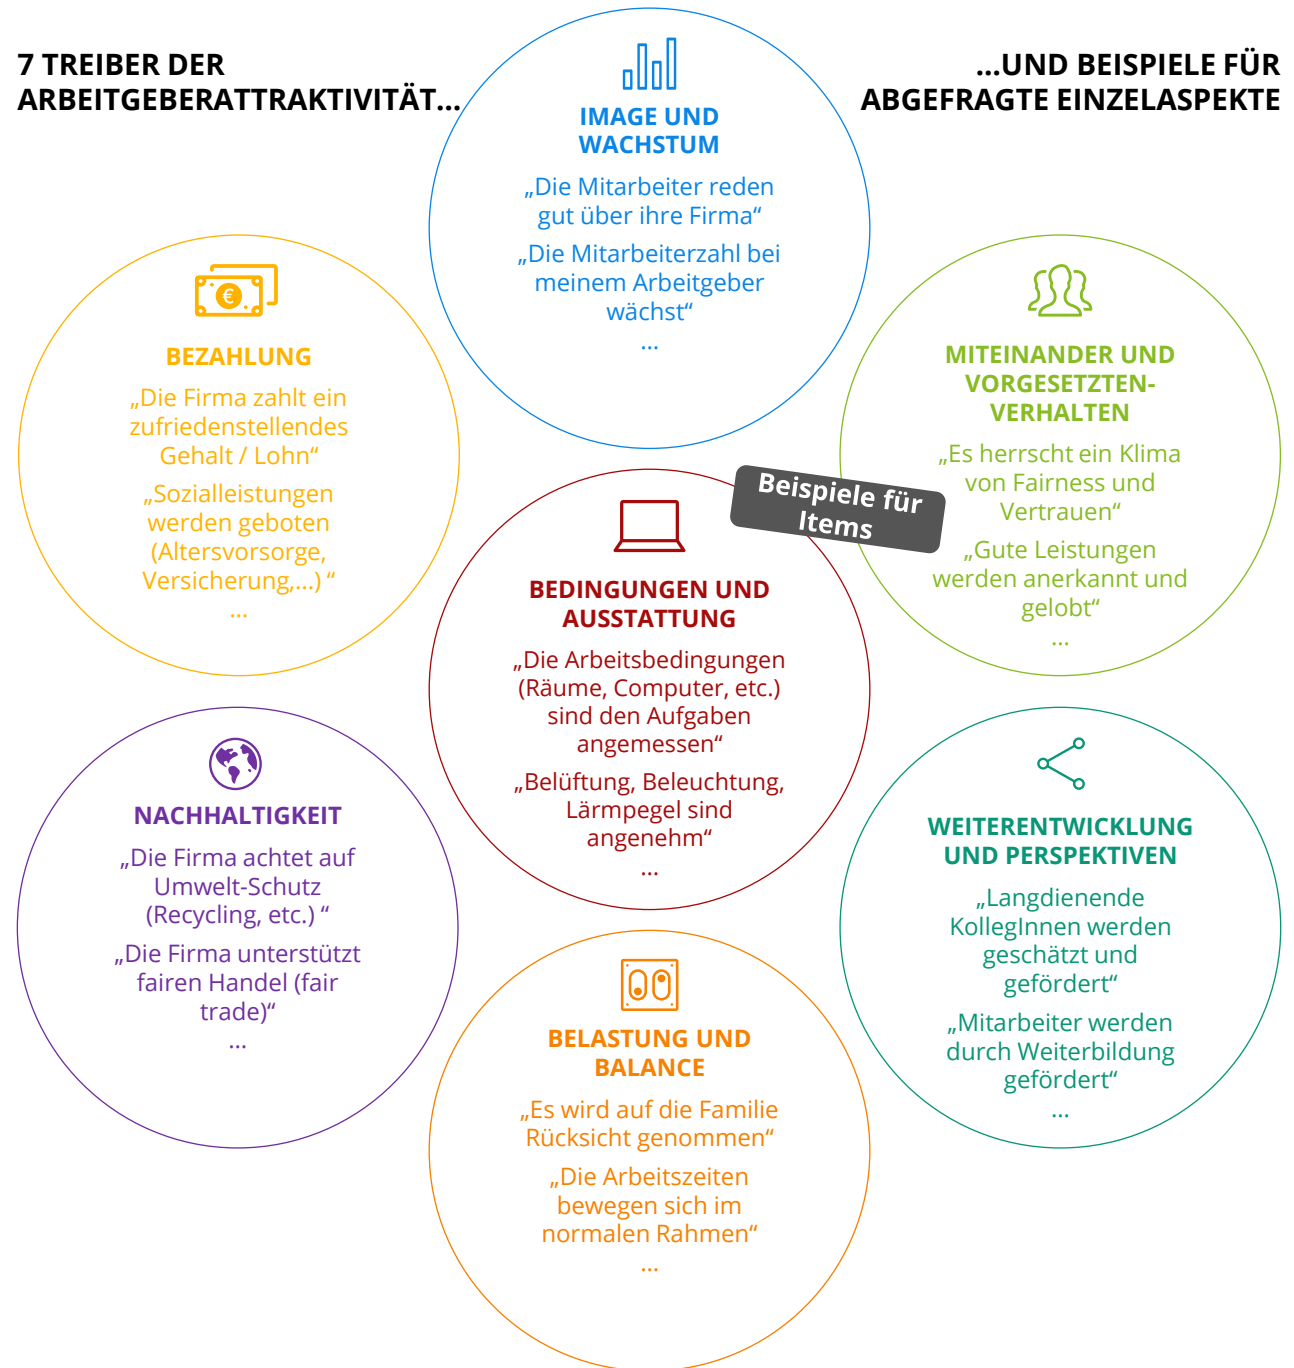 7 TREIBER DER
ARBEITGEBERATTRAKTIVITÄT...
...UND BEISPIELE FÜR
ABGEFRAGTE EINZELASPEKTE
IMAGE UND
WACHSTUM
„Die Mitarbeiter reden
gut über ihre Firma“
„Die Mitarbeiterzahl bei
meinem Arbeitgeber
wächst“
...
BEZAHLUNG
„Die Firma zahlt ein
zufriedenstellendes
Gehalt / Lohn“
„Sozialleistungen
werden geboten
(Altersvorsorge,
Versicherung,...) “
...
MITEINANDER UND
VORGESETZTEN-
VERHALTEN
„Es herrscht ein Klima
von Fairness und
Vertrauen“
„Gute Leistungen
werden anerkannt und
gelobt“
...
Beispiele für
Items
BEDINGUNGEN UND
AUSSTATTUNG
„Die Arbeitsbedingungen
(Räume, Computer, etc.)
sind den Aufgaben
angemessen“
„Belüftung, Beleuchtung,
Lärmpegel sind
angenehm“
...
NACHHALTIGKEIT
„Die Firma achtet auf
Umwelt-Schutz
(Recycling, etc.) “
„Die Firma unterstützt
fairen Handel (fair
trade)“
...
WEITERENTWICKLUNG
UND PERSPEKTIVEN
„Langdienende
KollegInnen werden
geschätzt und
gefördert“
„Mitarbeiter werden
durch Weiterbildung
gefördert“
...
BELASTUNG UND
BALANCE
„Es wird auf die Familie
Rücksicht genommen“
„Die Arbeitszeiten
bewegen sich im
normalen Rahmen“
...